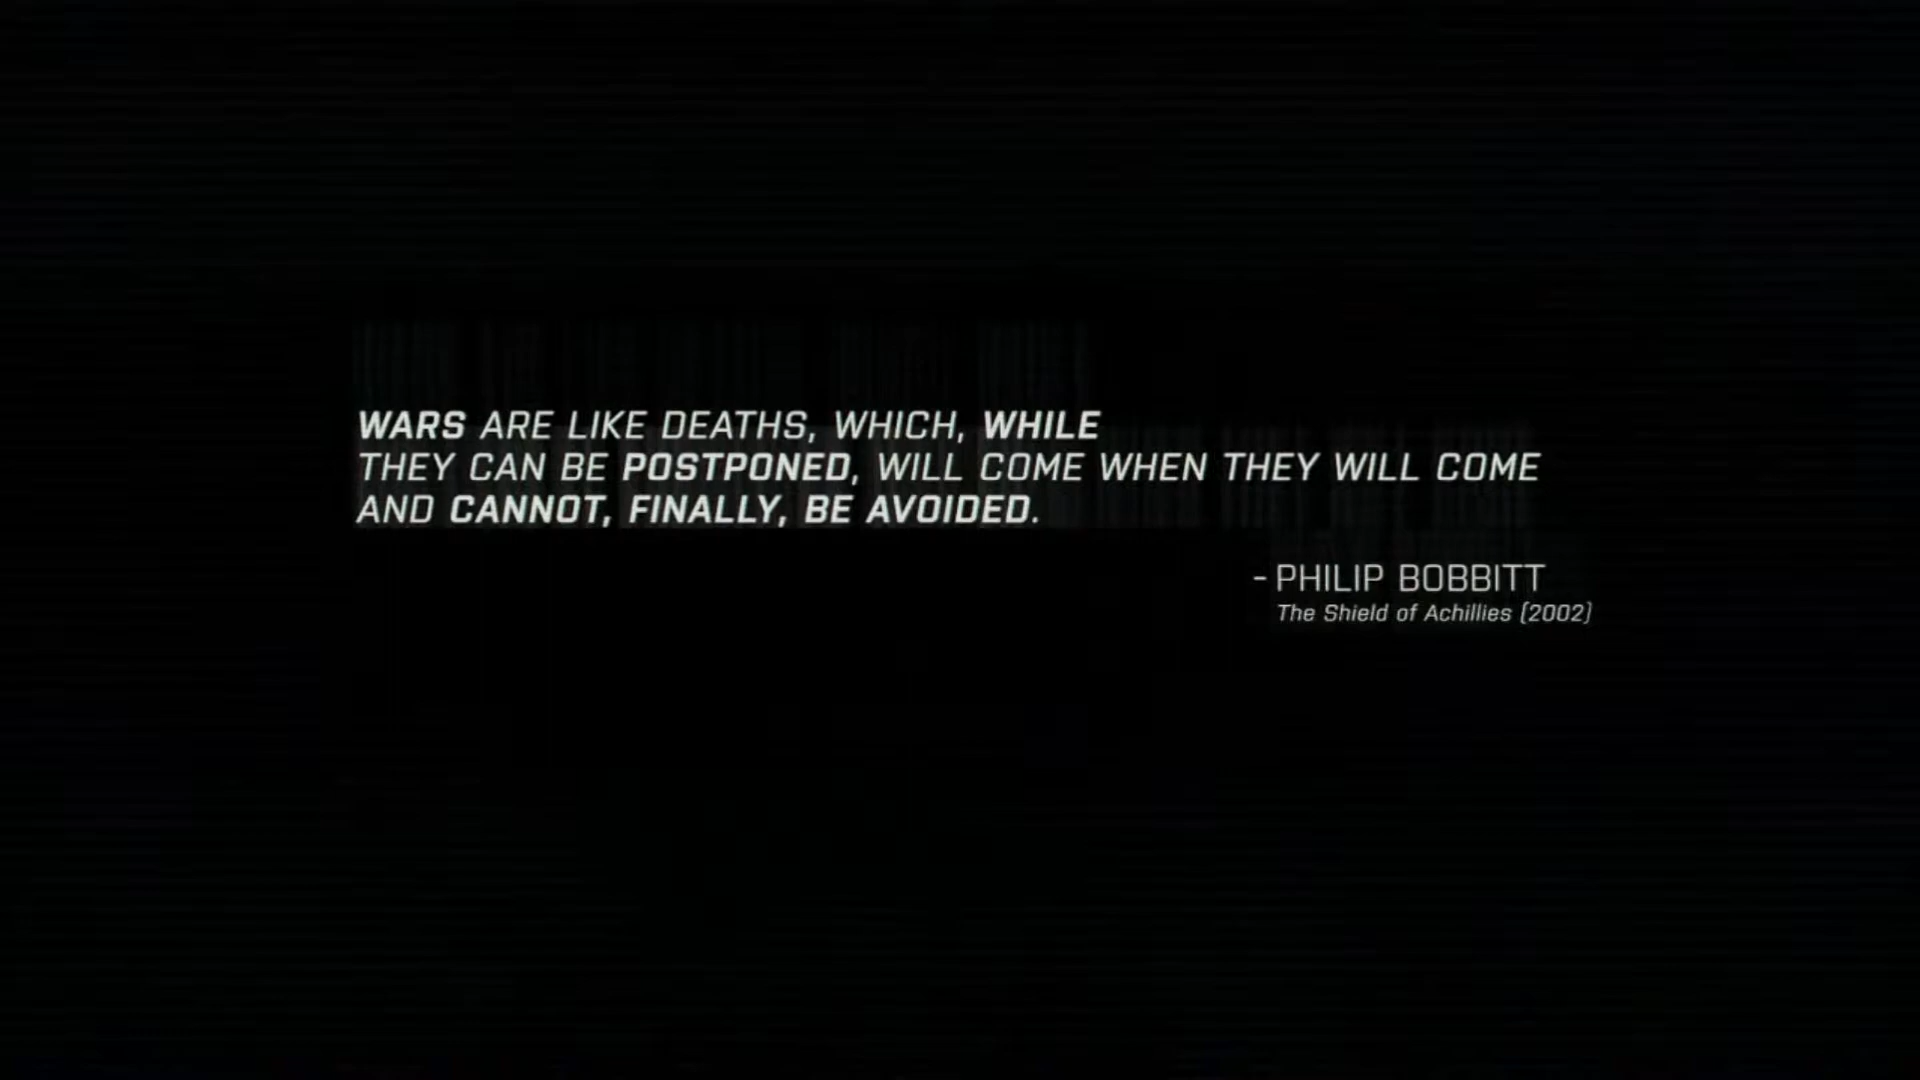 WARS ARE LIKE DEATHS, WHICH, WHILE
THEY CAN BE POSTPONED, WILL COME WHEN THEY WILL COME
AND CANNOT, FINALLY, BE AVOIDED.
- PHILIP BOBBITT
The Shield of Achillies (2002)